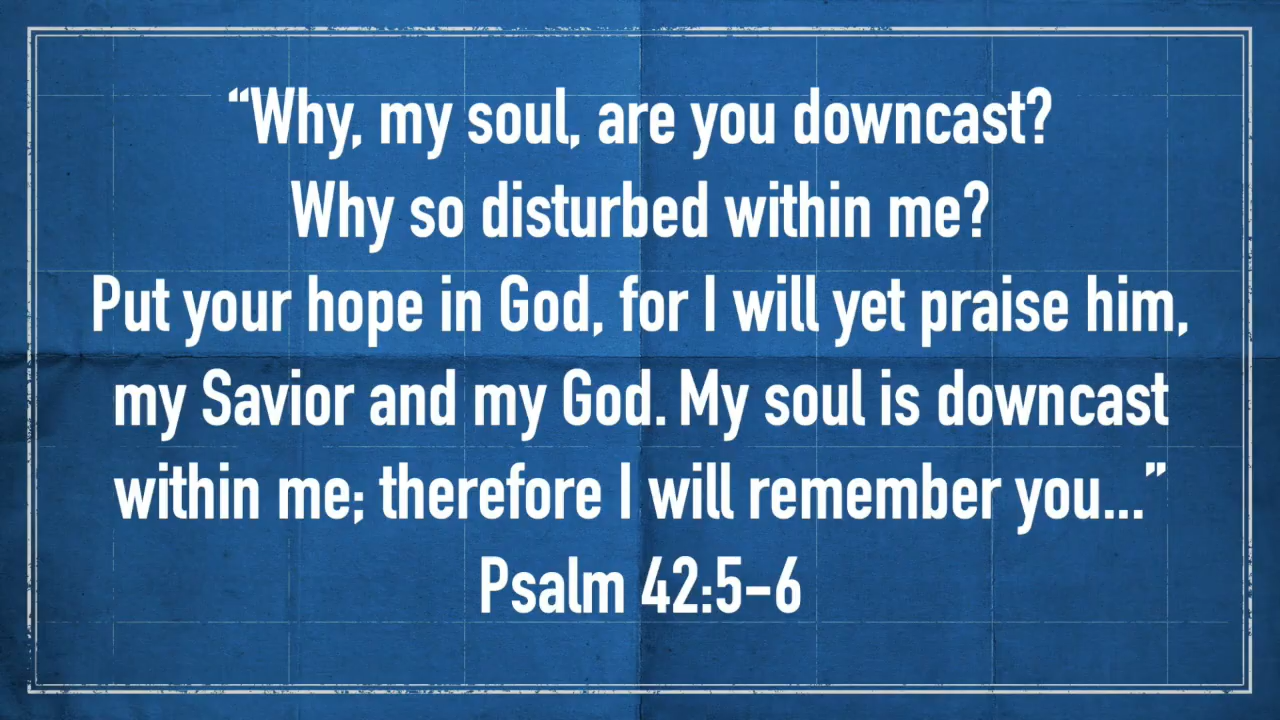 “Why, my soul, are you downcast?
Why so disturbed within me?
Put your hope in God, for I will yet praise him,
my Savior and my God. My soul is downcast
within me; therefore I will remember you...”
Psalm 42:5–6